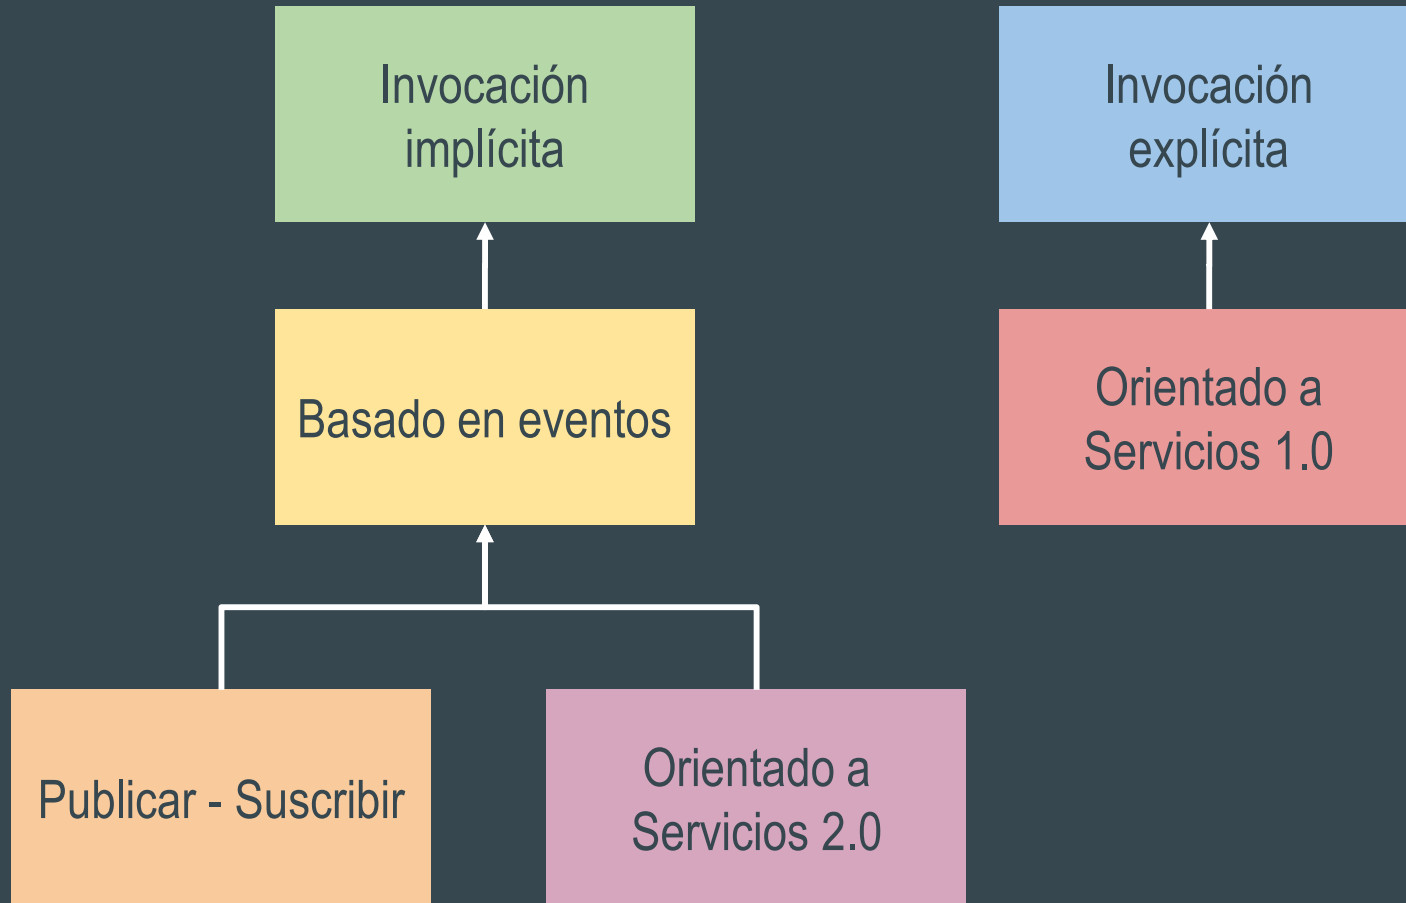 Invocación
implícita
Invocación
explícita
Basado en eventos
Orientado a
Servicios 1.0
Publicar - Suscribir
Orientado a
Servicios 2.0